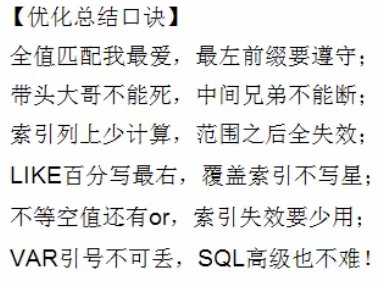 【优化总结口诀】
全值匹配我最爱，最左前缀要遵守；
带头大哥不能死，中间兄弟不能断；
索引列上少计算，范围之后全失效；
LIKE百分写最右，覆盖索引不写星；
不等空值还有or，索引失效要少用；
VAR引号不可丢，SQL高级也不难！